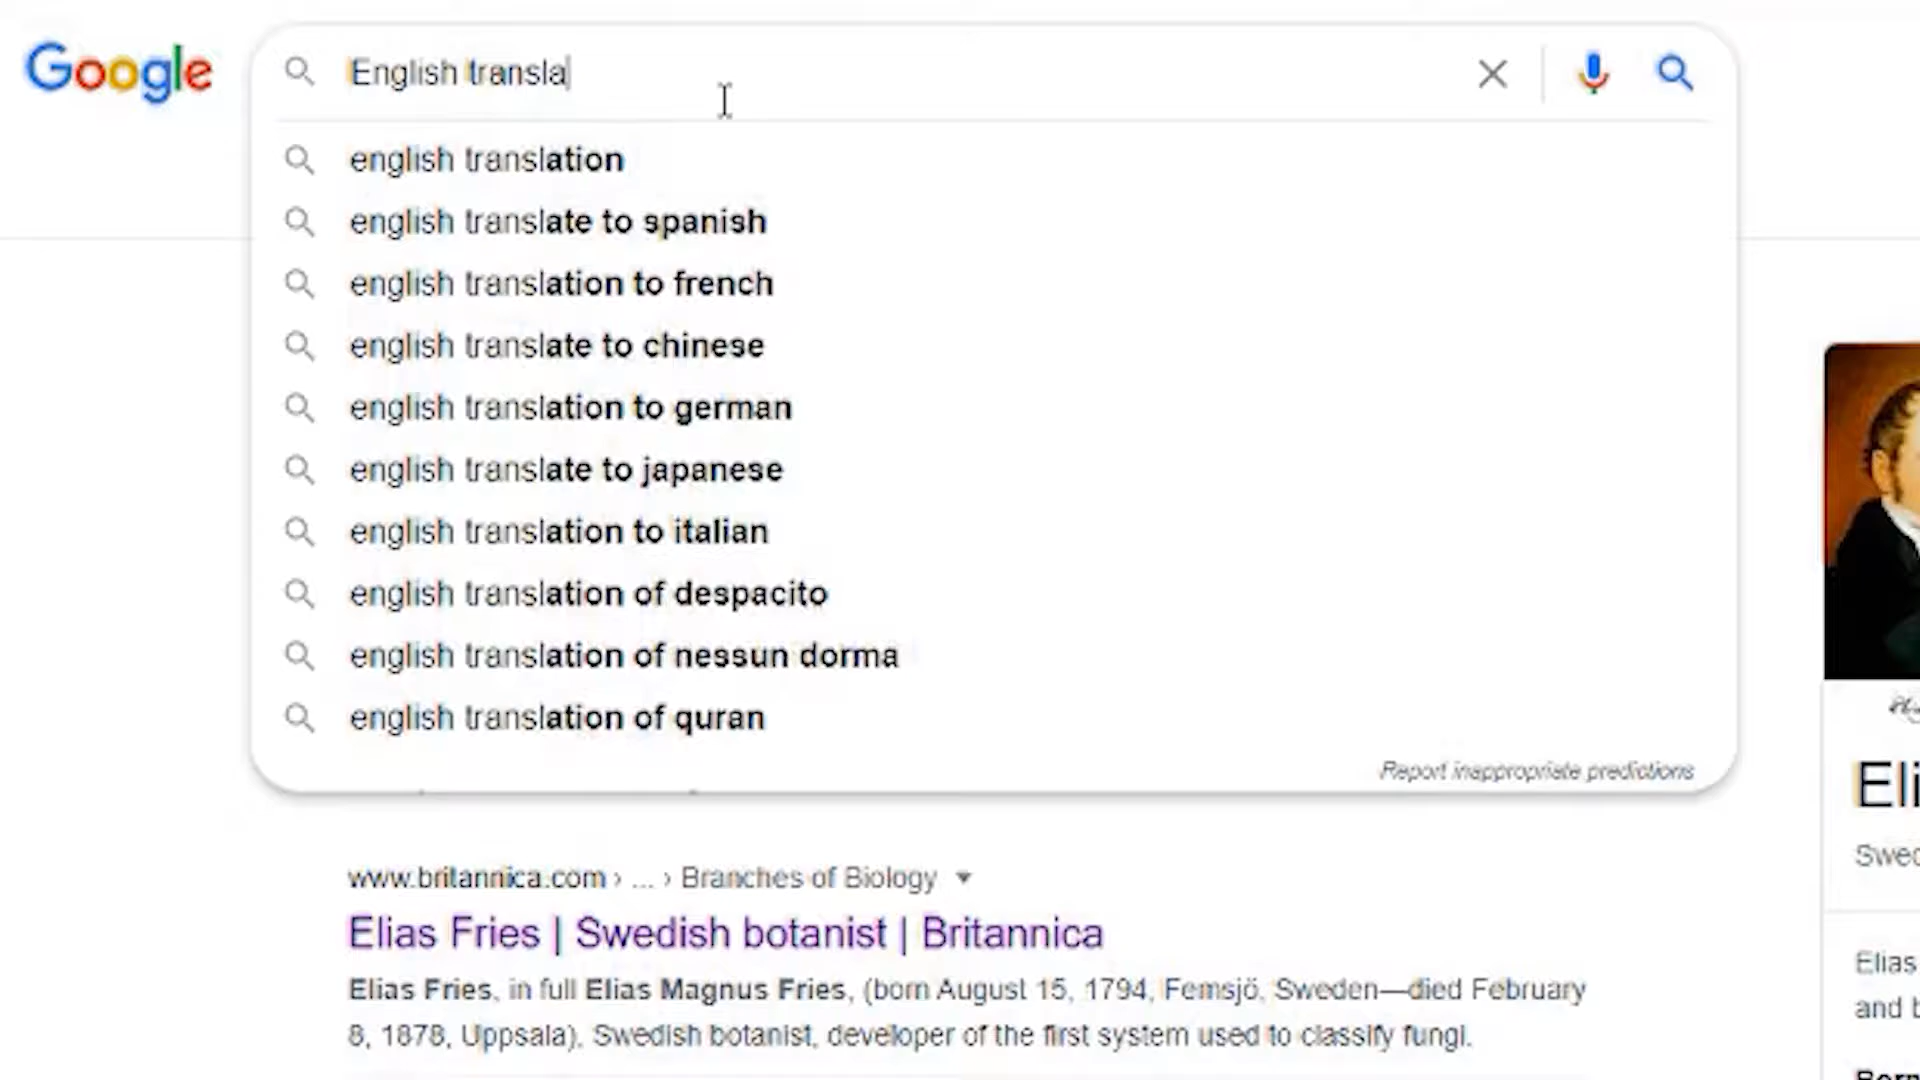 Google
English transla
english translation
english translate to spanish
english translation to french
english translate to chinese
english translation to german
english translate to japanese
english translation to italian
english translation of despacito
english translation of nessun dorma
english translation of quran
Report inappropriate predictions
www.britannica.com › ... › Branches of Biology
Elias Fries | Swedish botanist | Britannica
Elias Fries, in full Elias Magnus Fries, (born August 15, 1794, Femsjö, Sweden—died February
8, 1878, Uppsala), Swedish botanist, developer of the first system used to classify fungi.
Eli
Swed
Elias
and b